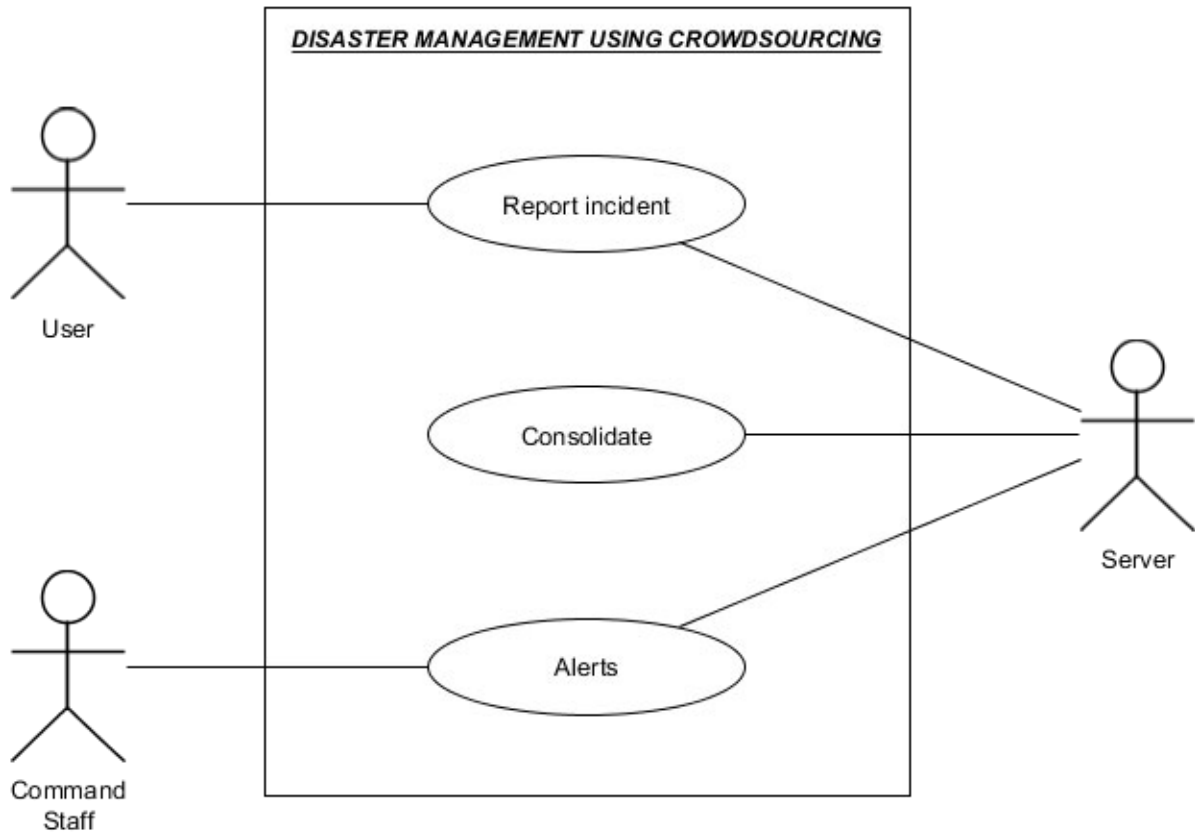 DISASTER MANAGEMENT USING CROWDSOURCING
Report incident
User
Consolidate
Server
Alerts
Command
Staff